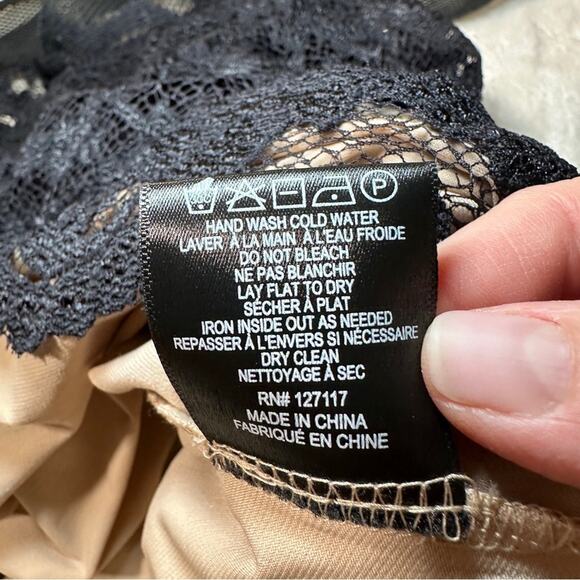 P
HAND WASH COLD WATER
LAVER À LA MAIN À L'EAU FROIDE
DO NOT BLEACH
NE PAS BLANCHIR
LAY FLAT TO DRY
SÉCHER À PLAT
IRON INSIDE OUT AS NEEDED
REPASSER À L'ENVERS SI NÉCESSAIRE
DRY CLEAN
NETTOYAGE À SEC
RN# 127117
MADE IN CHINA
FABRIQUÉ EN CHINE